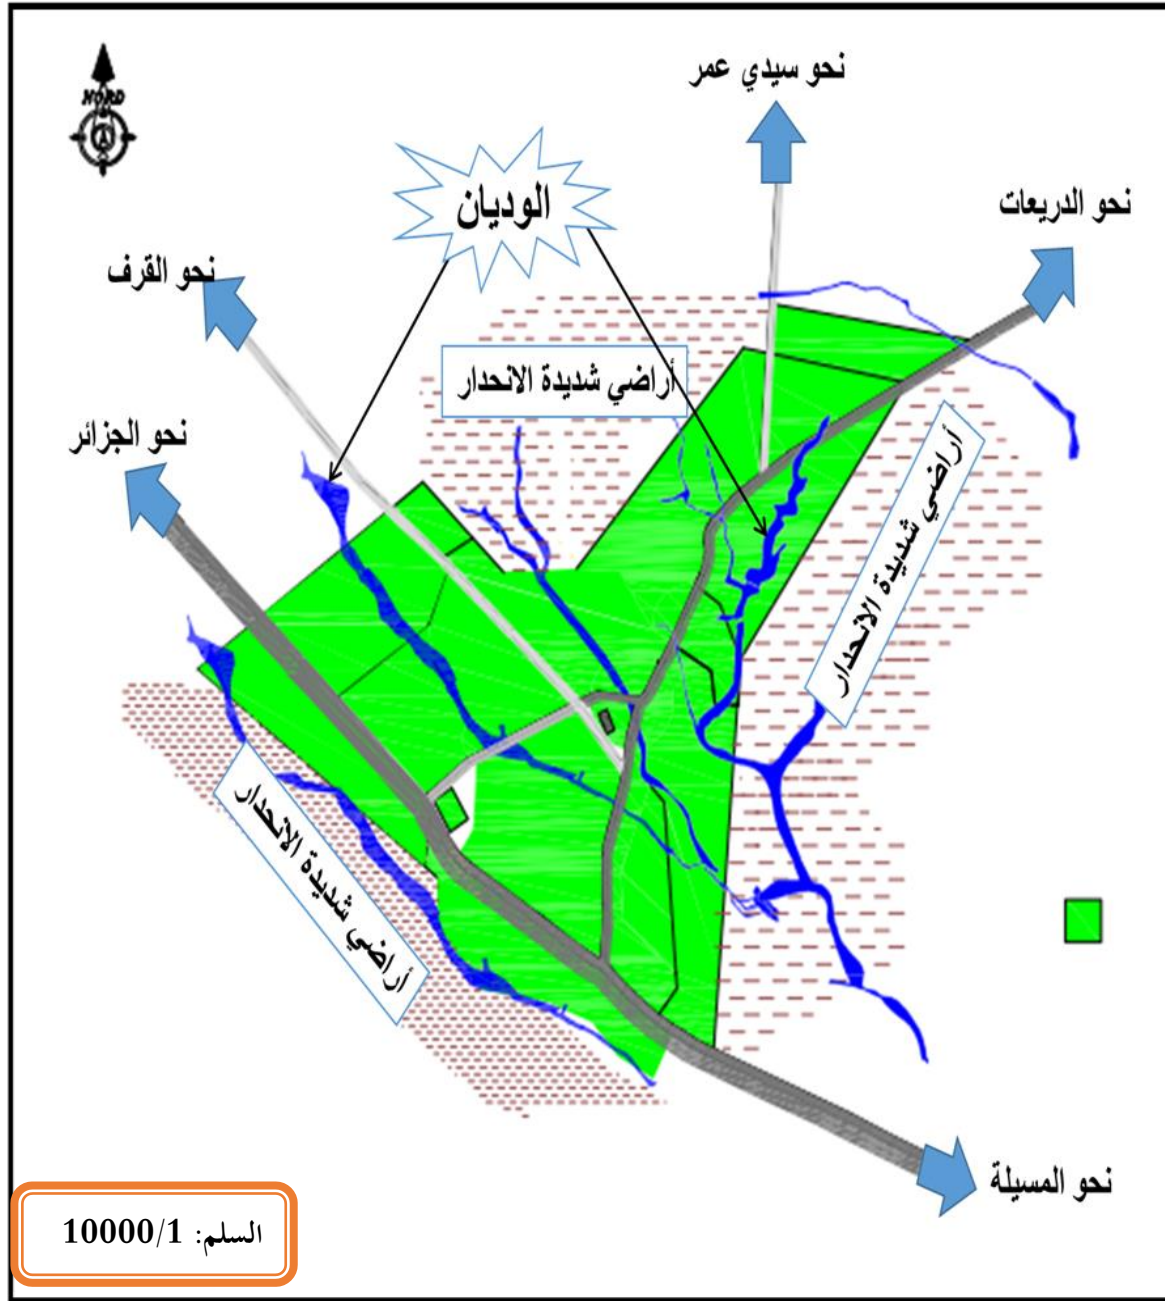 نحو سيدي عمر
NORD
نحو الدريعات
الوديان
نحو القرف
أراضي شديدة الانحدار
نحو الجزائر
أراضي شديدة الانحدار
أراضي شديدة الانحدار
نحو المسيلة
السلم: 10000/1